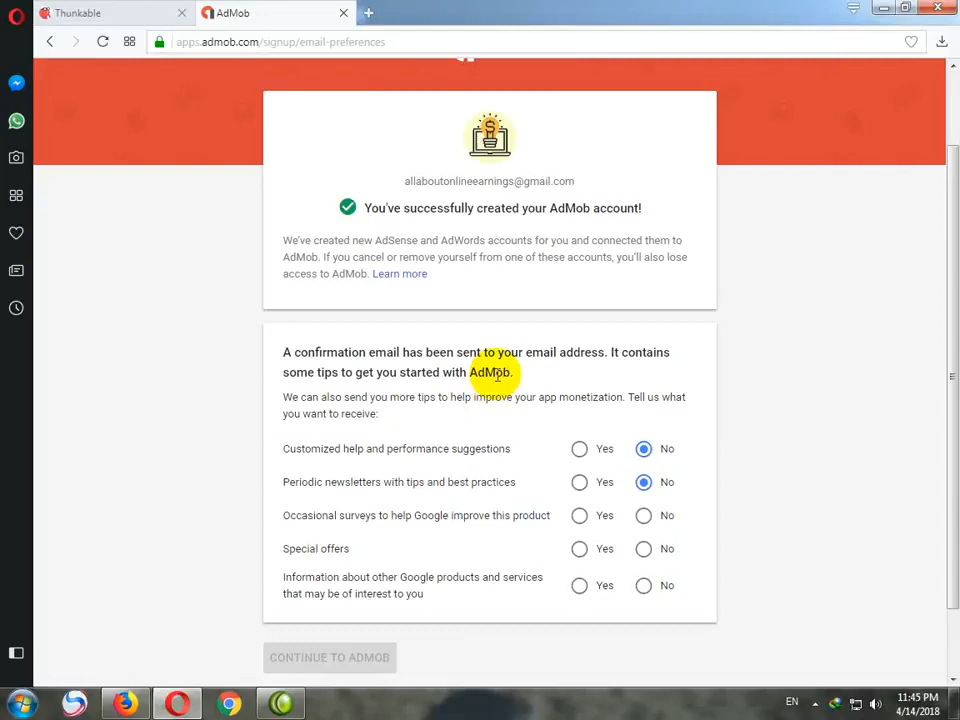 Thunkable
AdMob
apps.admob.com/signup/email-preferences
allaboutonlineearnings@gmail.com
You've successfully created your AdMob account!
We've created new AdSense and AdWords accounts for you and connected them to
AdMob. If you cancel or remove yourself from one of these accounts, you'll also lose
access to AdMob. Learn more
A confirmation email has been sent to your email address. It contains
some tips to get you started with AdMob.
We can also send you more tips to help improve your app monetization. Tell us what
you want to receive:
Customized help and performance suggestions Yes No
Periodic newsletters with tips and best practices Yes No
Occasional surveys to help Google improve this product Yes No
Special offers Yes No
Information about other Google products and services
that may be of interest to you Yes No
CONTINUE TO ADMOB
EN
11:45 PM
4/14/2018